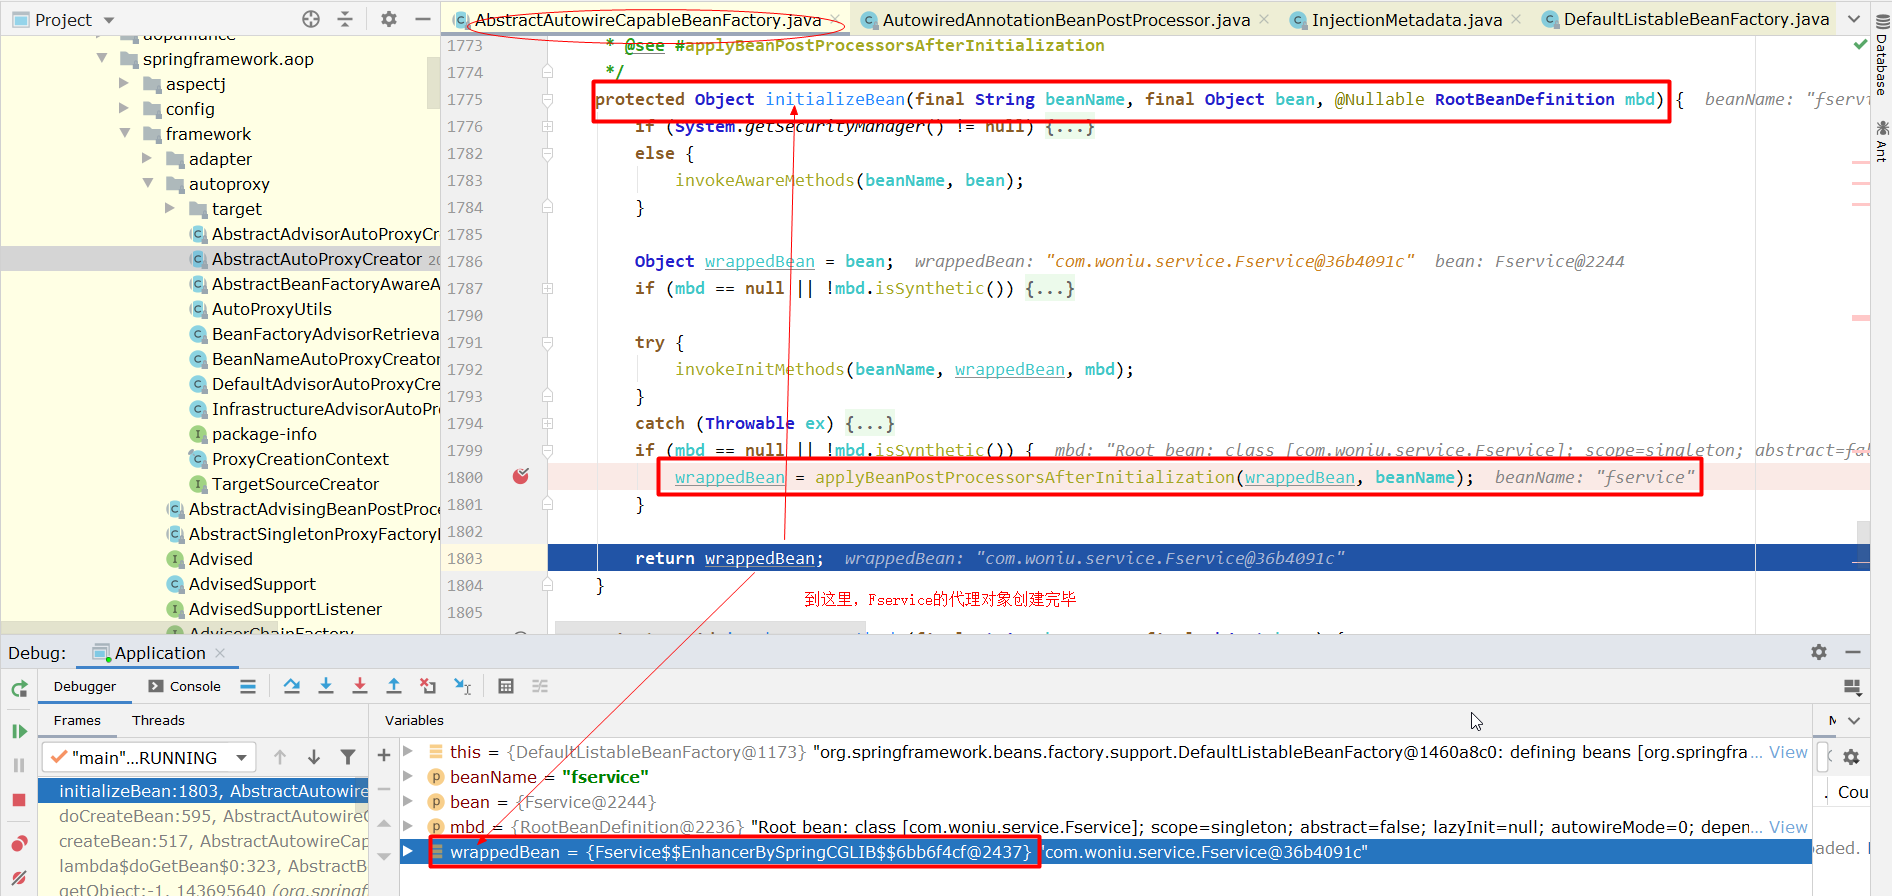 Project
AbstractAutowireCapableBeanFactory.java
AutowiredAnnotationBeanPostProcessor.java
InjectionMetadata.java
DefaultListableBeanFactory.java
springframework.aop
aspectj
config
framework
adapter
autoproxy
target
AbstractAdvisorAutoProxyCr
AbstractAutoProxyCreator
AbstractBeanFactoryAwareA
AutoProxyUtils
BeanFactoryAdvisorRetrieva
BeanNameAutoProxyCreator
DefaultAdvisorAutoProxyCre
InfrastructureAdvisorAutoPr
package-info
ProxyCreationContext
TargetSourceCreator
AbstractAdvisingBeanPostProce
AbstractSingletonProxyFactoryI
Advised
AdvisedSupport
AdvisedSupportListener
AdvisorChainFactory
1773 * @see #applyBeanPostProcessorsAfterInitialization
1774 */
1775 protected Object initializeBean(final String beanName, final Object bean, @Nullable RootBeanDefinition mbd) { beanName: "fservi
1776 if (System.getSecurityManager() != null) {...}
1782 else {
1783 invokeAwareMethods(beanName, bean);
1784 }
1785
1786 Object wrappedBean = bean; wrappedBean: "com.woniu.service.Fservice@36b4091c" bean: Fservice@2244
1787 if (mbd == null || !mbd.isSynthetic()) {...}
1790
1791 try {
1792 invokeInitMethods(beanName, wrappedBean, mbd);
1793 }
1794 catch (Throwable ex) {...}
1799 if (mbd == null || !mbd.isSynthetic()) { mbd: "Root bean: class [com.woniu.service.Fservice]; scope=singleton; abstract=fal
1800 wrappedBean = applyBeanPostProcessorsAfterInitialization(wrappedBean, beanName); beanName: "fservice"
1801 }
1802
1803 return wrappedBean; wrappedBean: "com.woniu.service.Fservice@36b4091c"
1804 }
到这里，Fservice的代理对象创建完毕
1805
Database
Ant
Debug:
Application
Debugger
Console
Frames
Threads
Variables
"main"...RUNNING
initializeBean:1803, AbstractAutowire
doCreateBean:595, AbstractAutowire
createBean:517, AbstractAutowireCap
lambda$doGetBean$0:323, AbstractB
getObject:-1, 143695640 (org.springf
this = {DefaultListableBeanFactory@1173} "org.springframework.beans.factory.support.DefaultListableBeanFactory@1460a8c0: defining beans [org.springfra... View
beanName = "fservice"
bean = {Fservice@2244}
mbd = {RootBeanDefinition@2236} "Root bean: class [com.woniu.service.Fservice]; scope=singleton; abstract=false; lazyInit=null; autowireMode=0; depen... View
wrappedBean = {Fservice$$EnhancerBySpringCGLIB$$6bb6f4cf@2437} "com.woniu.service.Fservice@36b4091c"
Cou